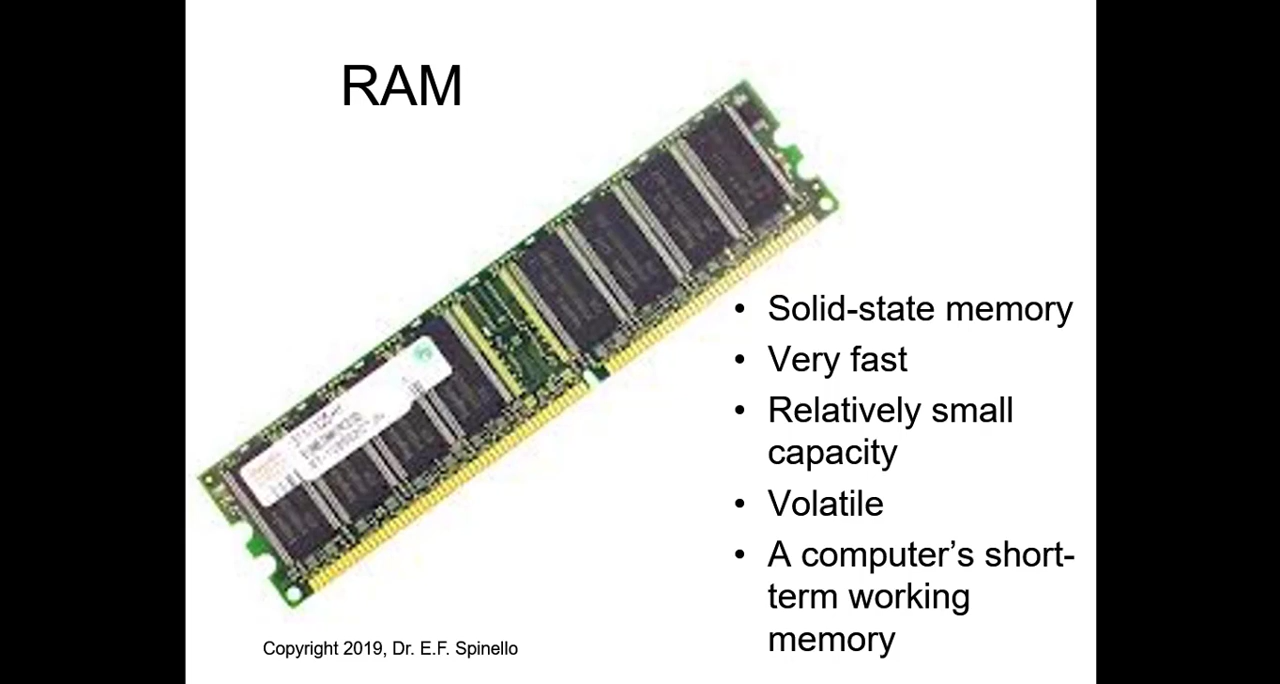 RAM
• Solid-state memory
• Very fast
• Relatively small
capacity
• Volatile
• A computer’s short-
term working
memory
Copyright 2019, Dr. E.F. Spinello